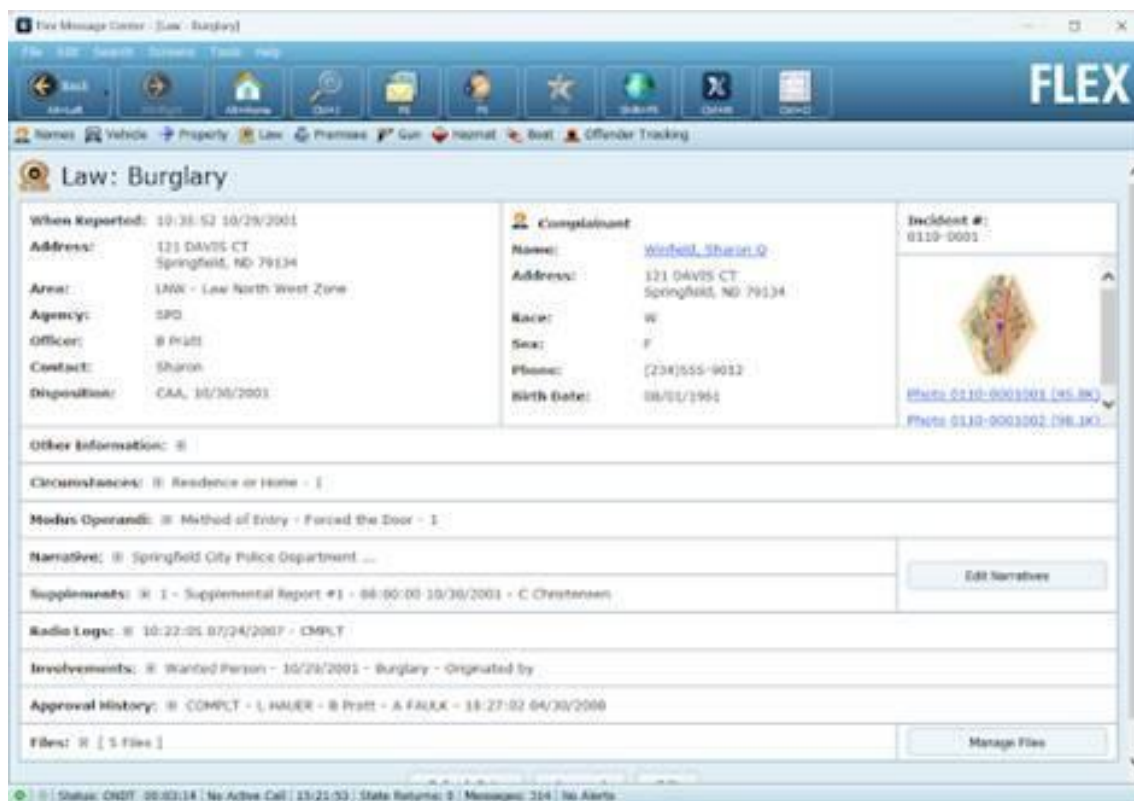 Flex Message Center - [Law - Burglary]
File Edit Search Screens Tools Help
Back
FLEX
Names Vehicle Property Law Premises Gun Hazmat Boat Offender Tracking
Law: Burglary
When Reported: 10:38:52 10/29/2001
Address: 121 DAVIS CT
Springfield, ND 79134
Area: LNW - Law North West Zone
Agency: SPD
Officer: B Pratt
Contact: Sharon
Disposition: CAA, 10/30/2001
Complainant
Name: Winfield, Sharon Q
Address: 121 DAVIS CT
Springfield, ND 79134
Race: W
Sex: F
Phone: (234)555-9012
Birth Date: 08/01/1961
Incident #:
0110-0001
Photo 0110-0001001 (95.8K)
Photo 0110-0001002 (98.1K)
Other Information:
Circumstances: Residence or Home - 1
Modus Operandi: Method of Entry - Forced the Door - 1
Narrative: Springfield City Police Department ...
Supplements: 1 - Supplemental Report #1 - 08:00:00 10/30/2001 - C Christensen
Edit Narratives
Radio Logs: 10:22:05 07/24/2007 - CMPLT
Involvements: Wanted Person - 10/29/2001 - Burglary - Originated by
Approval History: COMPLT - L HAUER - B Pratt - A FAULK - 18:27:02 04/30/2008
Files: [ 5 Files ]
Manage Files
Status: ONDT 00:03:14 No Active Call 15:21:53 State Returns: 0 Messages: 314 No Alerts